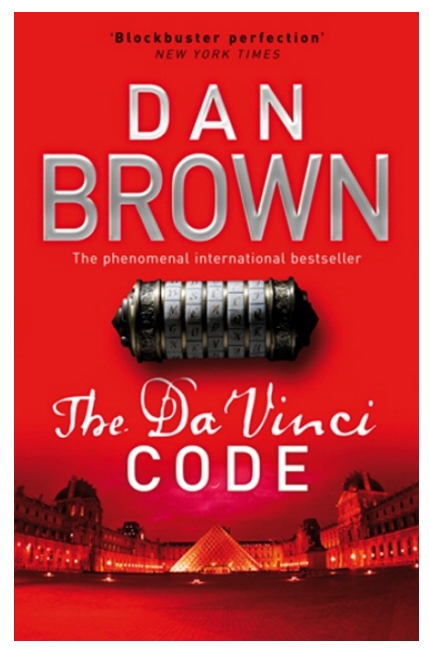 'Blockbuster perfection'
NEW YORK TIMES
DAN
BROWN
The phenomenal international bestseller
The Da Vinci
CODE